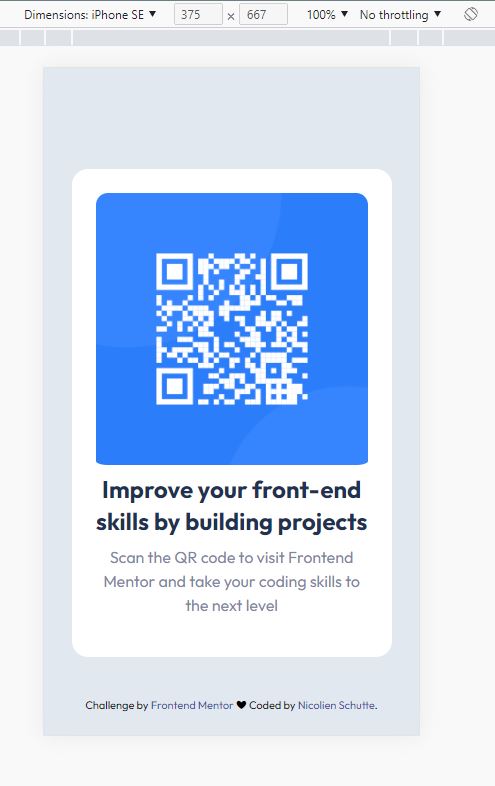 Dimensions: iPhone SE ▼ 375 × 667 100% ▼ No throttling ▼
Improve your front-end
skills by building projects
Scan the QR code to visit Frontend
Mentor and take your coding skills to
the next level
Challenge by Frontend Mentor ♥ Coded by Nicolien Schutte.